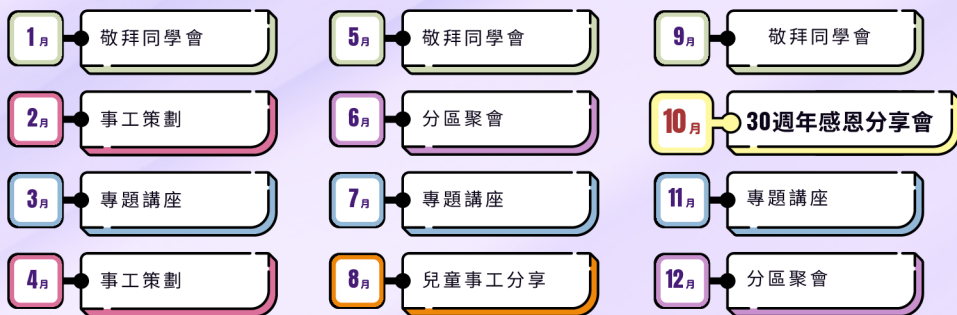 1月 敬拜同學會
2月 事工策劃
3月 專題講座
4月 事工策劃
5月 敬拜同學會
6月 分區聚會
7月 專題講座
8月 兒童事工分享
9月 敬拜同學會
10月 30週年感恩分享會
11月 專題講座
12月 分區聚會